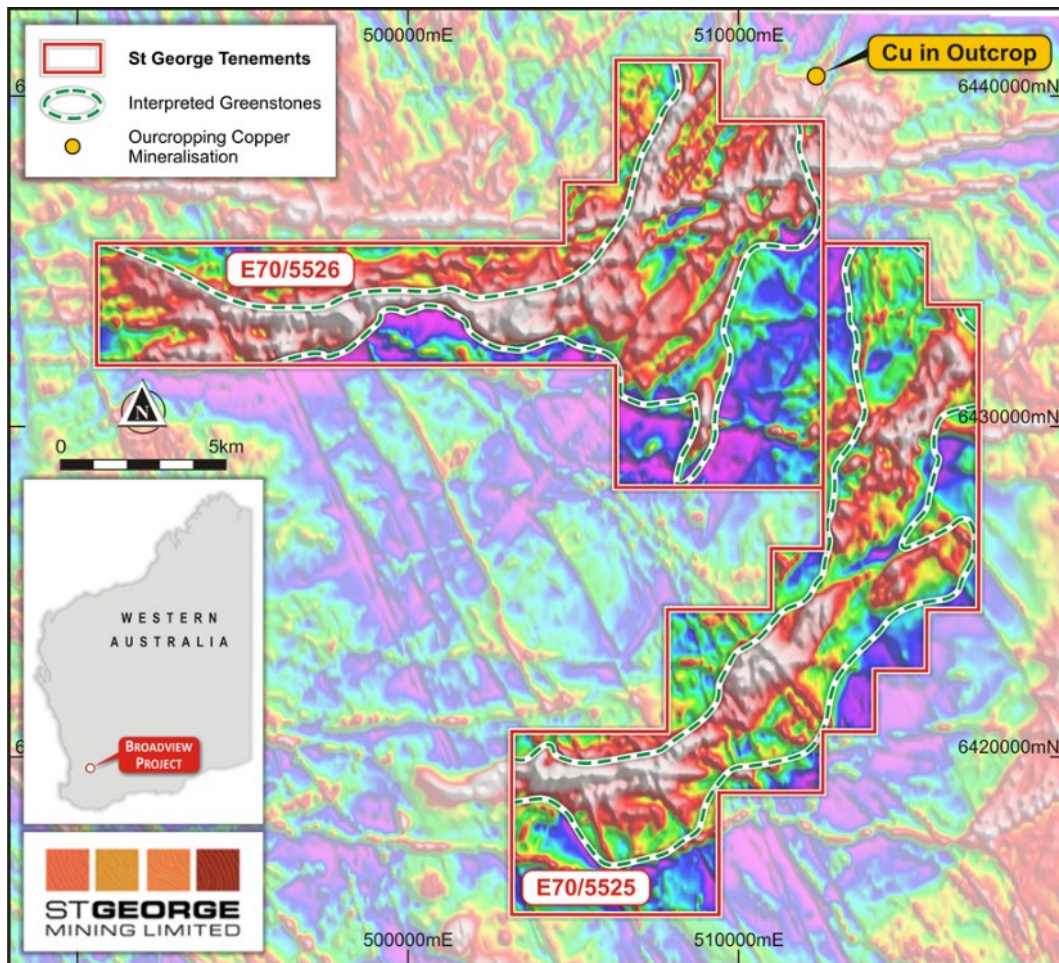 500000mE
510000mE
St George Tenements
Interpreted Greenstones
Ourcropping Copper
Mineralisation
Cu in Outcrop
6440000mN
E70/5526
N
0
5km
6430000mN
WESTERN
AUSTRALIA
BROADVIEW
PROJECT
6
6420000mN
E70/5525
STGEORGE
MINING LIMITED
500000mE
510000mE